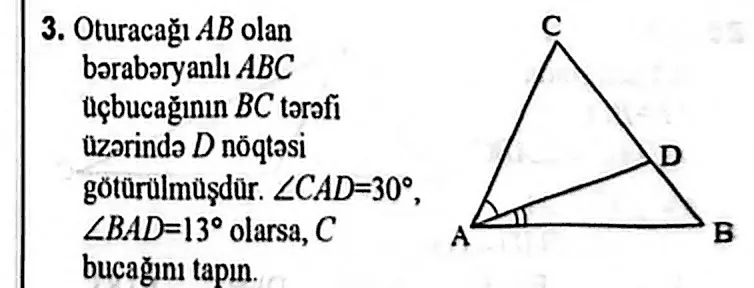 3. Oturacağı AB olan
bərabəryanlı ABC
üçbucağının BC tərəfi
üzərində D nöqtəsi
götürülmüşdür. ∠CAD=30°,
∠BAD=13° olarsa, C
bucağını tapın.
C
D
A
B